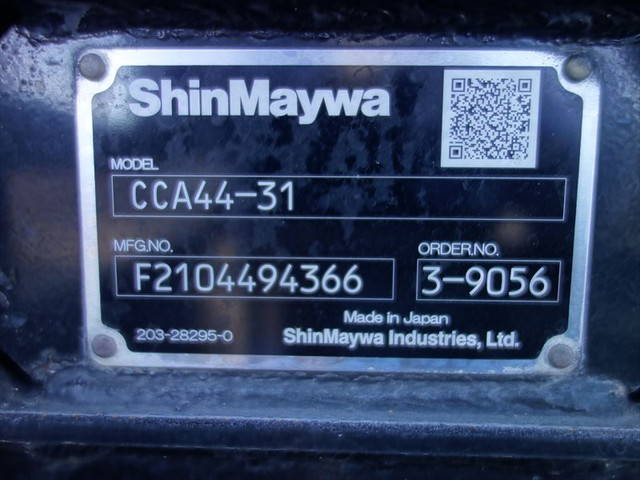 ShinMaywa
MODEL
CCA44-31
MFG.NO. ORDER.NO.
F2104494366 3-9056
Made in Japan
203-28295-0 ShinMaywa Industries, Ltd.